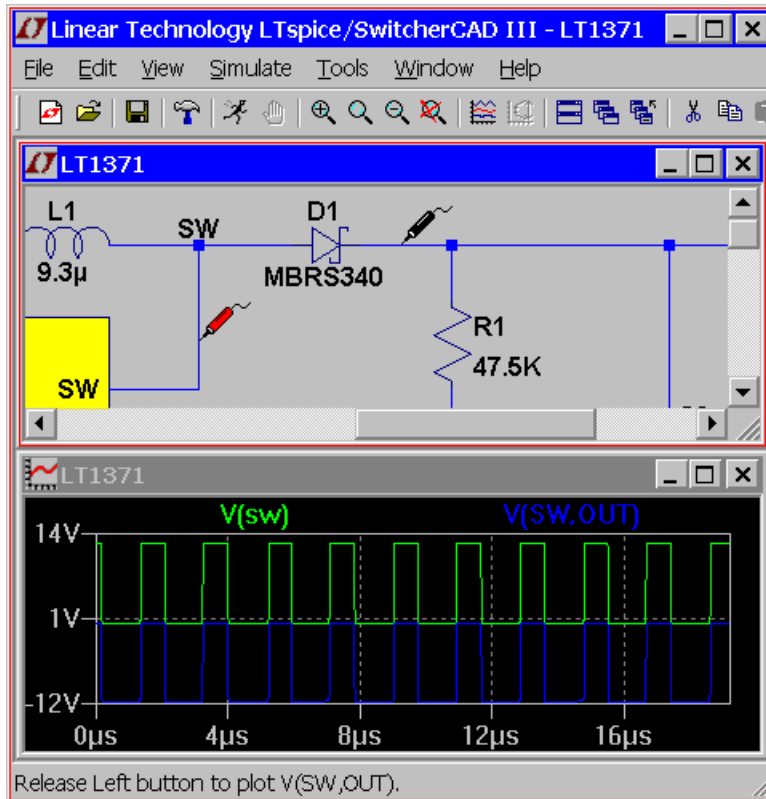 Linear Technology LTspice/SwitcherCAD III - LT1371
File Edit View Simulate Tools Window Help
LT1371
L1
SW
D1
9.3µ
MBRS340
R1
47.5K
SW
LT1371
V(sw) V(SW,OUT)
14V
1V
-12V
0µs 4µs 8µs 12µs 16µs
Release Left button to plot V(SW,OUT).